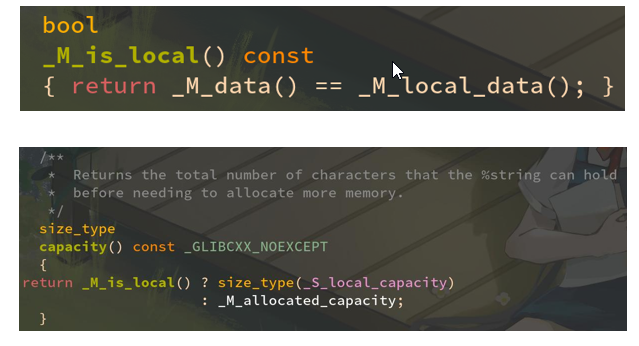 bool
_M_is_local() const
{ return _M_data() == _M_local_data(); }
/**
* Returns the total number of characters that the %string can hold
* before needing to allocate more memory.
*/
size_type
capacity() const _GLIBCXX_NOEXCEPT
{
return _M_is_local() ? size_type(_S_local_capacity)
: _M_allocated_capacity;
}